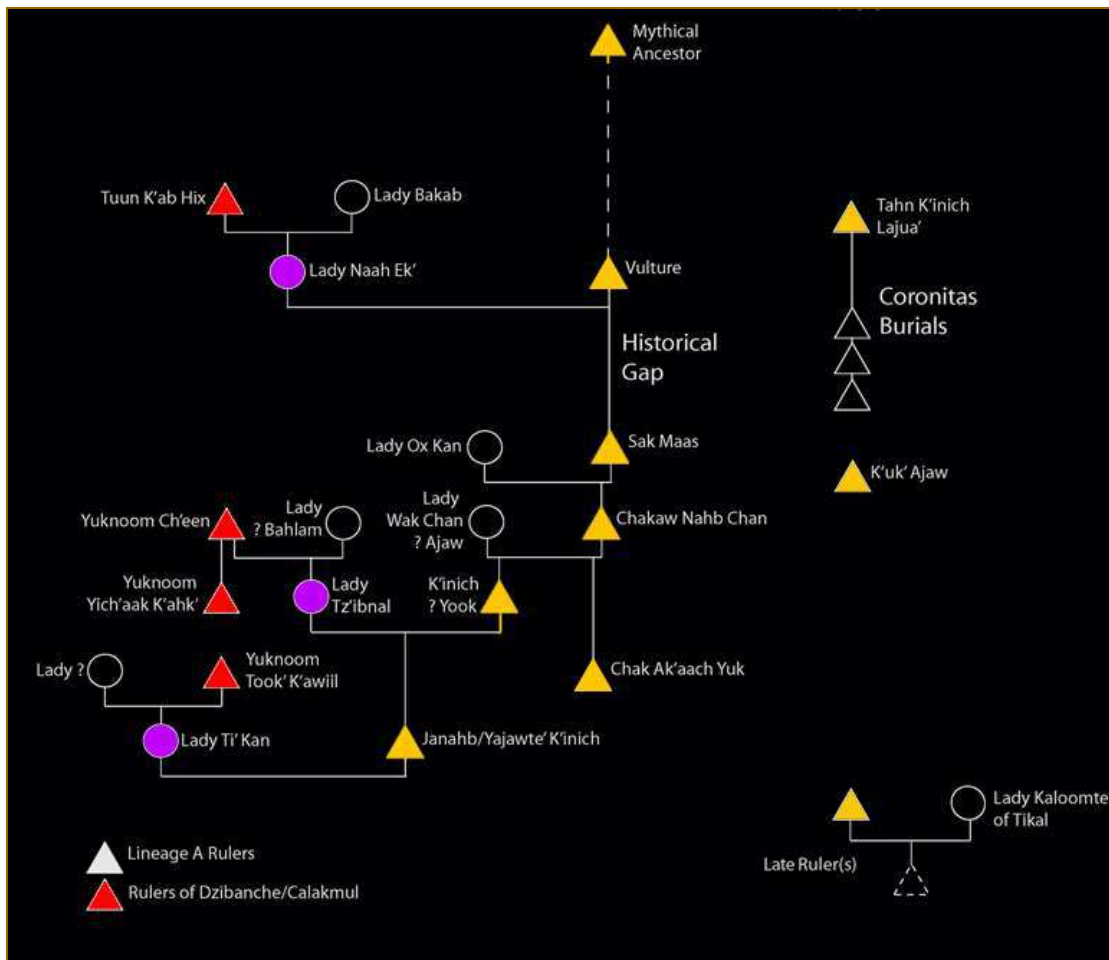 Mythical
Ancestor
Tuun K'ab Hix
Lady Bakab
Tahn K'inich
Lajua'
Lady Naah Ek'
Vulture
Coronitas
Burials
Historical
Gap
Lady Ox Kan
Sak Maas
K'uk' Ajaw
Yuknoom Ch'een
Lady
? Bahlam
Lady
Wak Chan
? Ajaw
Chakaw Nahb Chan
Yuknoom
Yich'aak K'ahk'
Lady
Tz'ibnal
K'inich
? Yook
Lady ?
Yuknoom
Took' K'awiil
Chak Ak'aach Yuk
Lady Ti' Kan
Janahb/Yajawte' K'inich
Lady Kaloomte
of Tikal
Late Ruler(s)
Lineage A Rulers
Rulers of Dzibanche/Calakmul